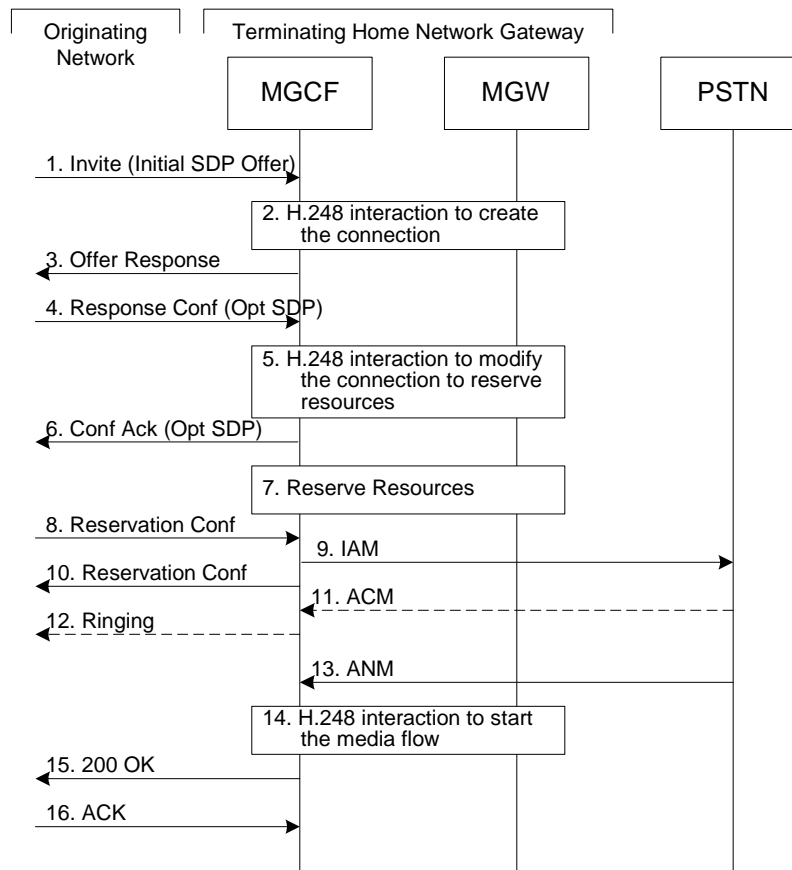 Originating
Network
Terminating Home Network Gateway
MGCF
MGW
PSTN
1. Invite (Initial SDP Offer)
2. H.248 interaction to create
the connection
3. Offer Response
4. Response Conf (Opt SDP)
5. H.248 interaction to modify
the connection to reserve
resources
6. Conf Ack (Opt SDP)
7. Reserve Resources
8. Reservation Conf
9. IAM
10. Reservation Conf
11. ACM
12. Ringing
13. ANM
14. H.248 interaction to start
the media flow
15. 200 OK
16. ACK